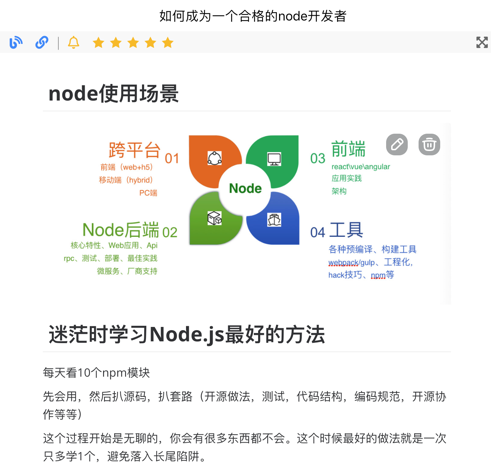 如何成为一个合格的node开发者
node使用场景
跨平台 01
前端（web+h5）
移动端（hybrid）
PC端
03 前端
react\vue\angular
应用实践
架构
Node
Node后端 02
核心特性、Web应用、Api
rpc、测试、部署、最佳实践
微服务、厂商支持
04 工具
各种预编译、构建工具
webpack/gulp、工程化，
hack技巧、npm等
迷茫时学习Node.js最好的方法
每天看10个npm模块
先会用，然后扒源码，扒套路（开源做法，测试，代码结构，编码规范，开源协
作等等等）
这个过程开始是无聊的，你会有很多东西都不会。这个时候最好的做法就是一次
只多学1个，避免落入长尾陷阱。